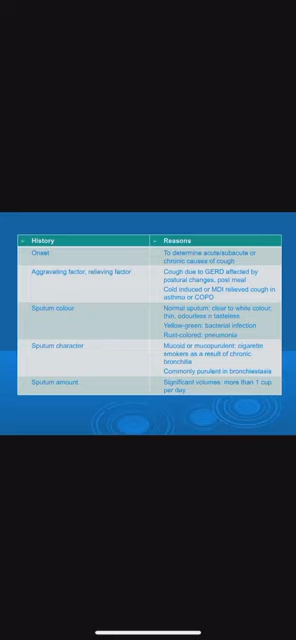 ← History ← Reasons
Onset To determine acute/subacute or
chronic causes of cough
Aggraveling factor, relieving factor Cough due to GERD affected by
postural changes, post meal
Cold induced or MDI relieved cough in
asthma or COPD
Sputum colour Normal sputum: clear to white colour,
thin, odourless n tasteless
Yellow-green: bacterial infection
Rust-colored: pneumonia
Sputum character Mucoid or mucopurulent: cigarette
smokers as a result of chronic
bronchilia
Commonly purulent in bronchiestasis
Sputum amount Significant volumes: more than 1 cup
per day